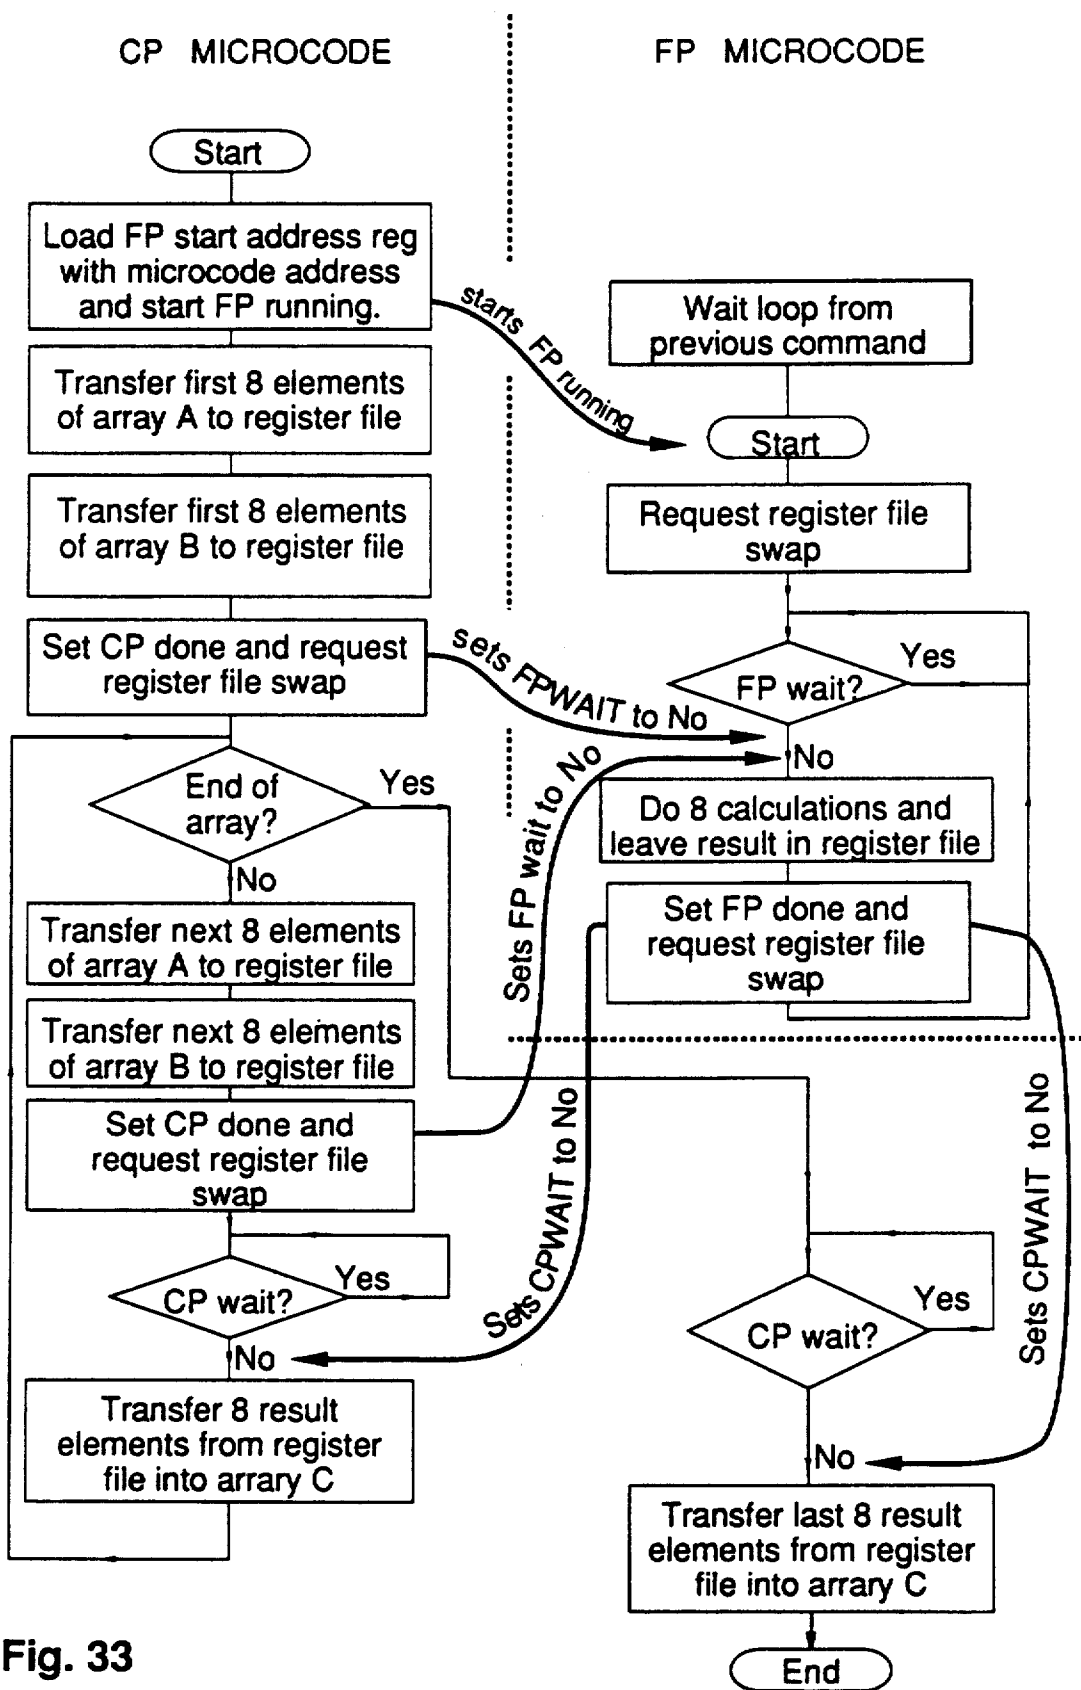 CP MICROCODE
FP MICROCODE
Start
Load FP start address reg
with microcode address
and start FP running.
starts FP running
Wait loop from
previous command
Transfer first 8 elements
of array A to register file
Start
Transfer first 8 elements
of array B to register file
Request register file
swap
Set CP done and request
register file swap
sets FPWAIT to No
FP wait?
Yes
No
End of
array?
Yes
No
Sets FP wait to No
Do 8 calculations and
leave result in register file
Set FP done and
request register file
swap
Transfer next 8 elements
of array A to register file
Transfer next 8 elements
of array B to register file
Set CP done and
request register file
swap
Sets CPWAIT to No
Sets CPWAIT to No
CP wait?
Yes
No
CP wait?
Yes
No
Transfer 8 result
elements from register
file into arrary C
Transfer last 8 result
elements from register
file into arrary C
End
Fig. 33